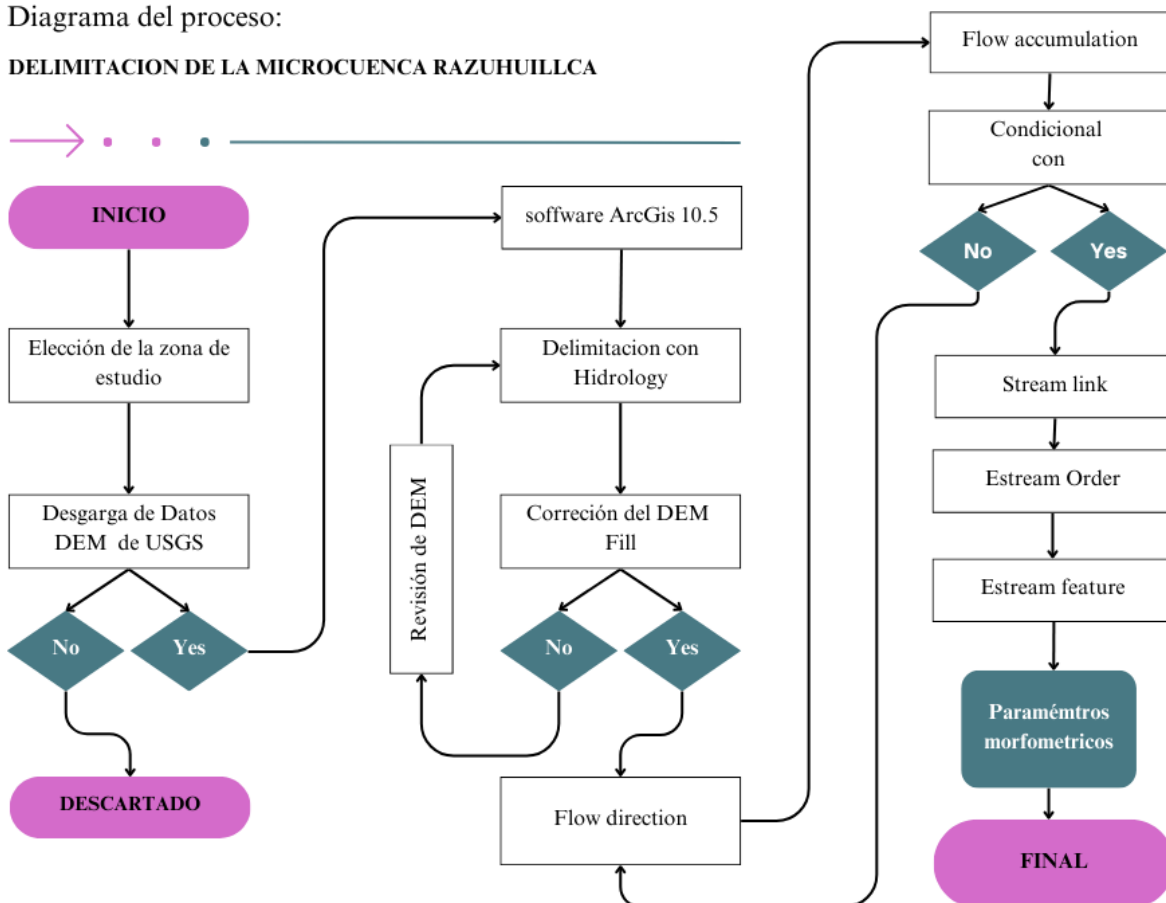 Diagrama del proceso:
DELIMITACION DE LA MICROCUENCA RAZUHUILLCA
INICIO
Elección de la zona de
estudio
Desgarga de Datos
DEM de USGS
No
Yes
DESCARTADO
soffware ArcGis 10.5
Delimitacion con
Hidrology
Revisión de DEM
Correción del DEM
Fill
No
Yes
Flow direction
Flow accumulation
Condicional
con
No
Yes
Stream link
Estream Order
Estream feature
Paramémtros
morfometricos
FINAL